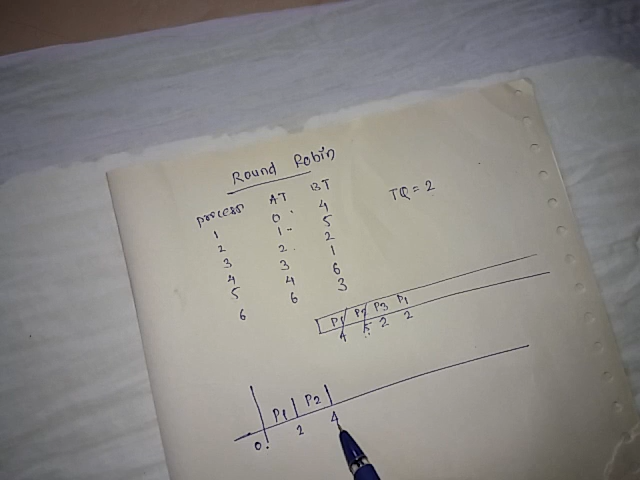 Round Robin
process AT BT TQ = 2
1 0 4
2 1 5
3 2 2
4 3 1
5 4 6
6 6 3
P1 P2 P3 P1
4 5 2 2
P1 P2
0 2 4